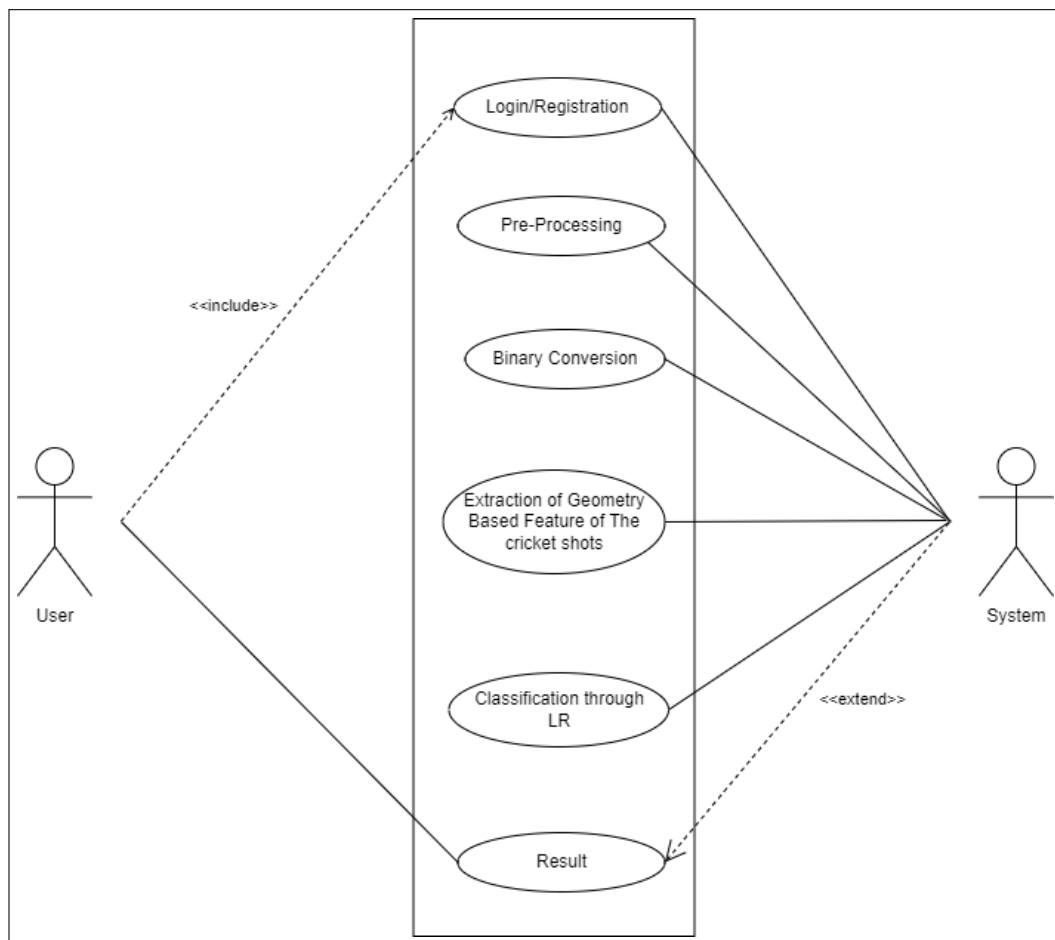 Login/Registration
Pre-Processing
<<include>>
Binary Conversion
Extraction of Geometry
Based Feature of The
cricket shots
User
System
Classification through
LR
<<extend>>
Result